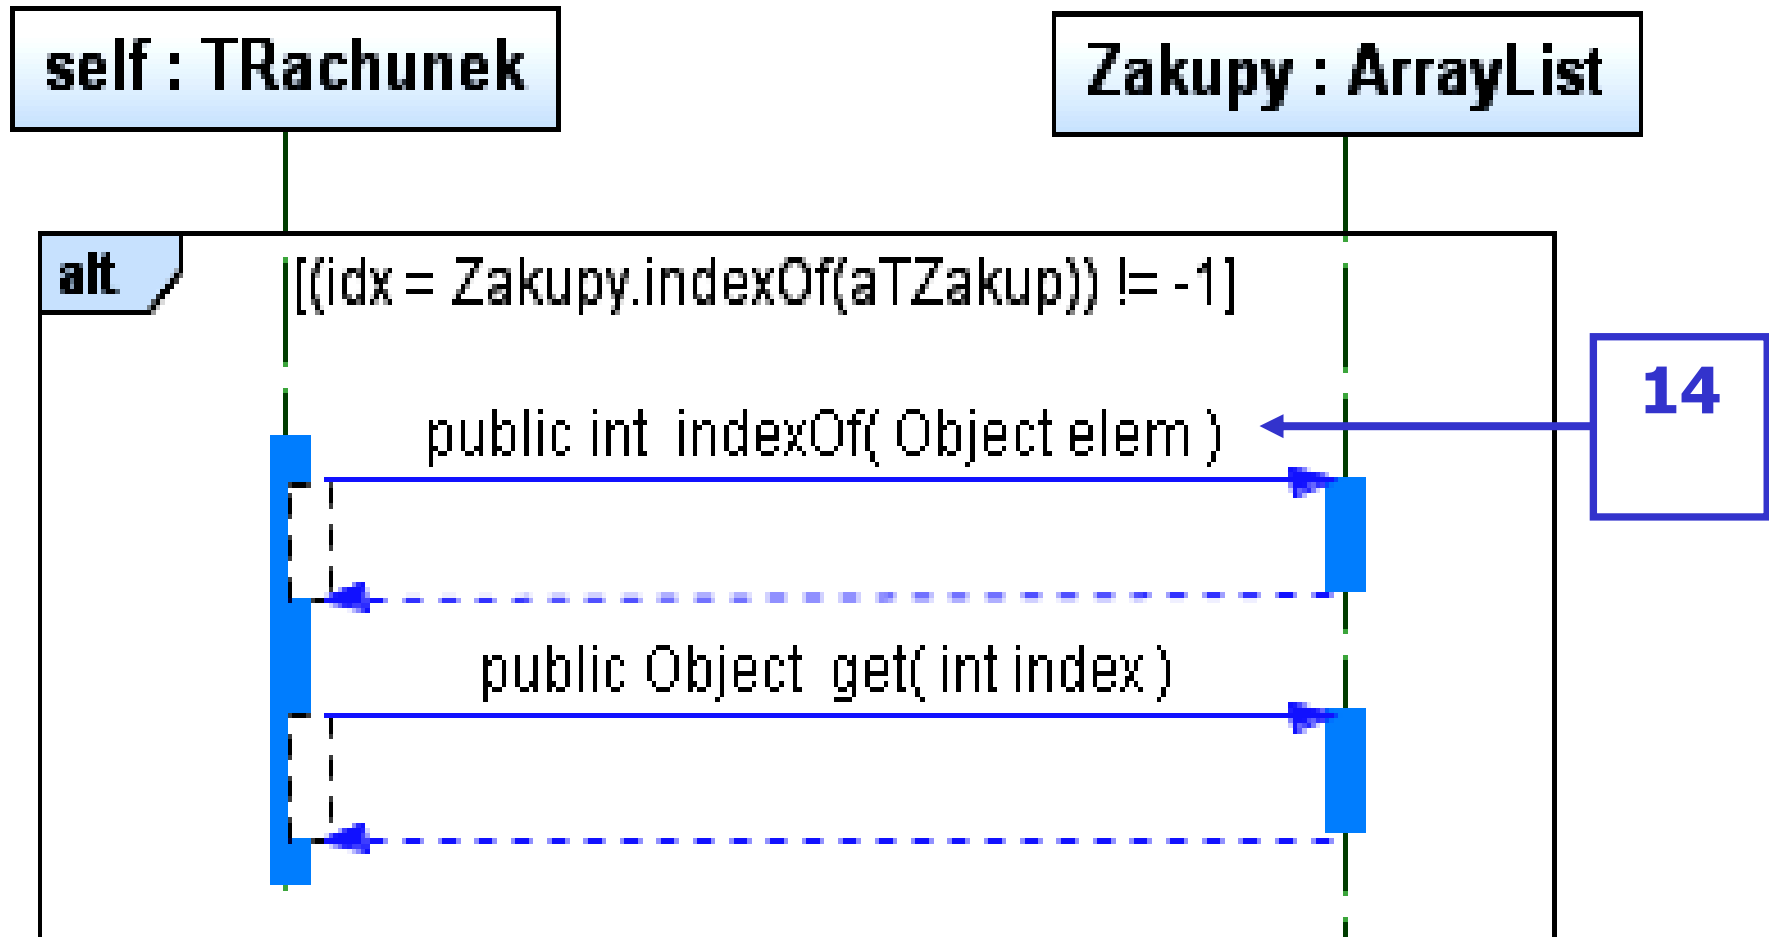 self : TRachunek
Zakupy : ArrayList
alt
[(idx = Zakupy.indexOf(aTZakup)) != -1]
14
public int  indexOf( Object elem )
public Object  get( int index )